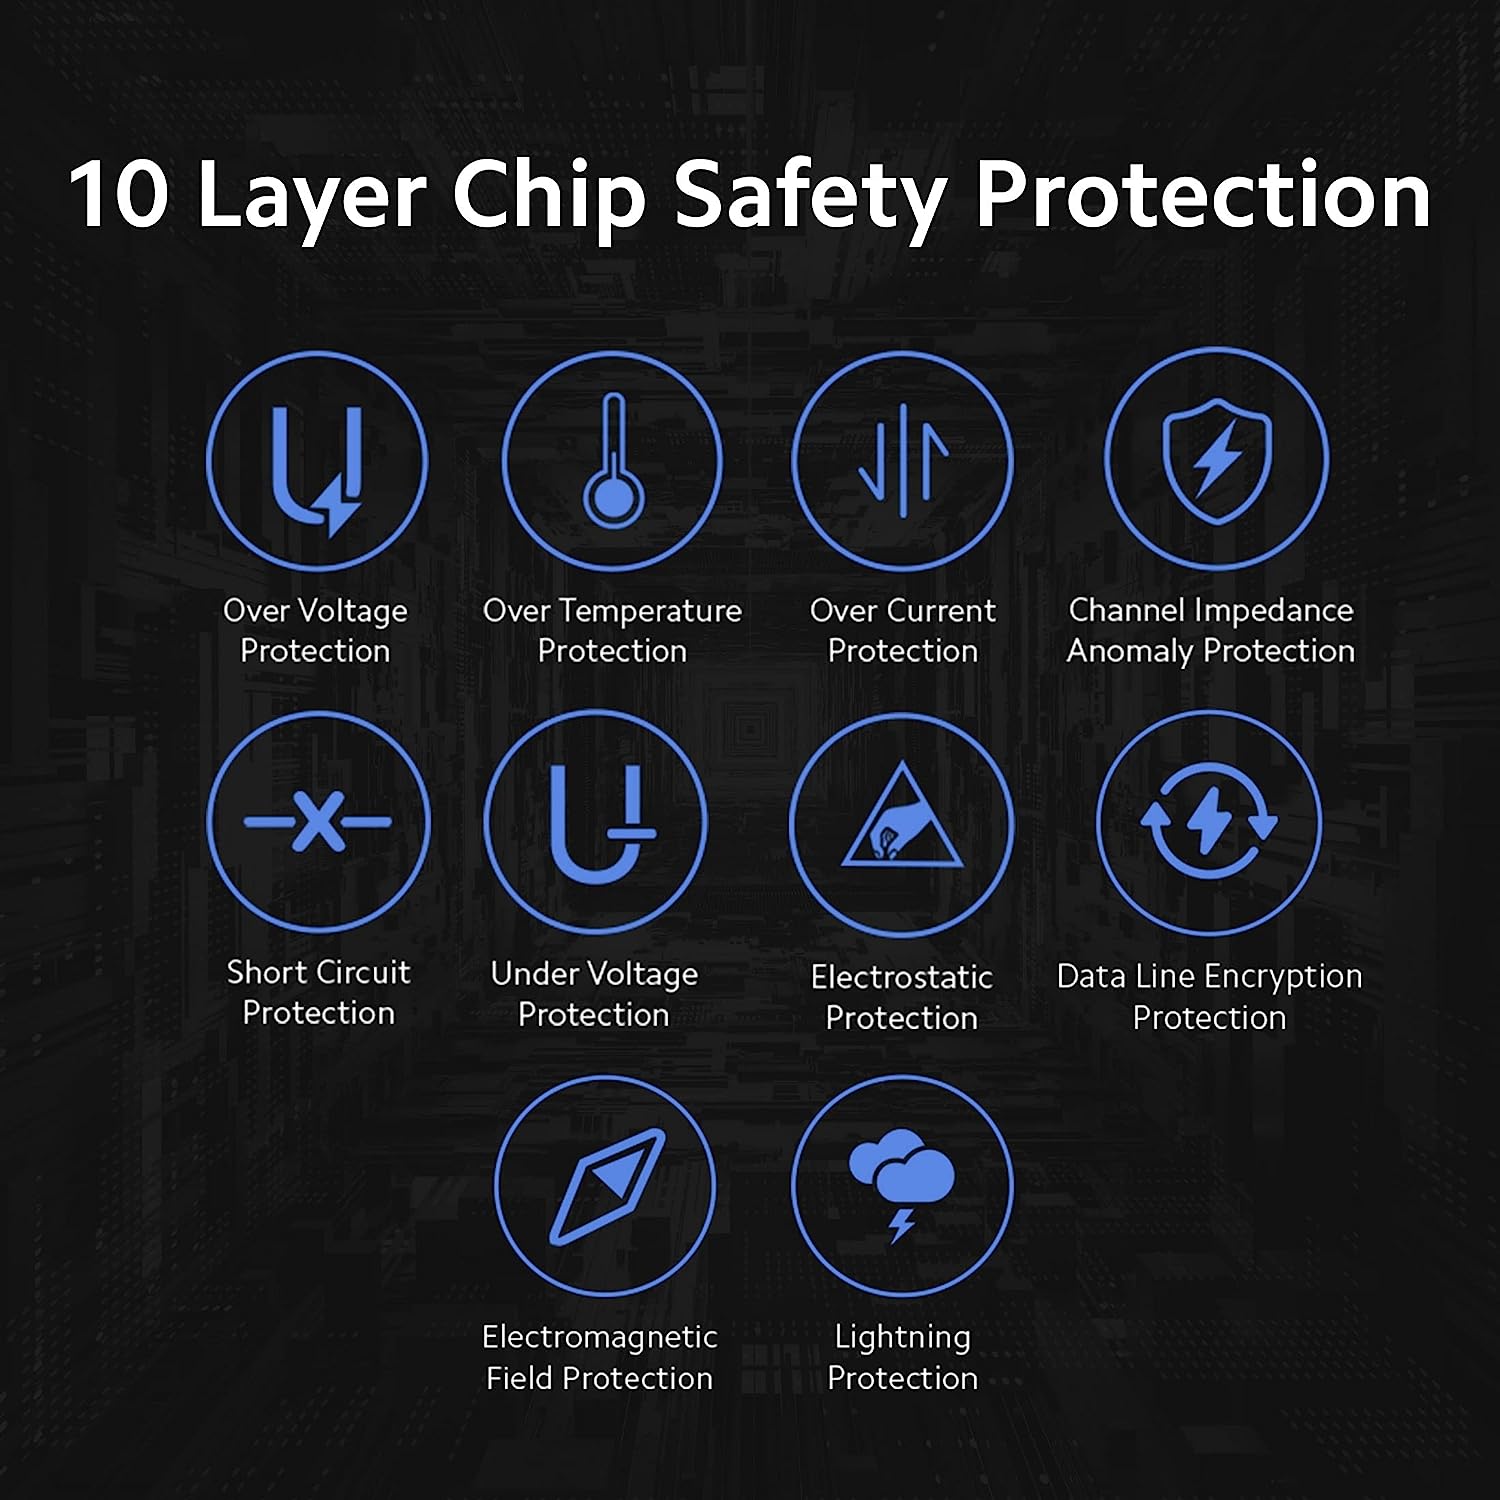 10 Layer Chip Safety Protection
Over Voltage
Protection
Over Temperature
Protection
Over Current
Protection
Channel Impedance
Anomaly Protection
Short Circuit
Protection
Under Voltage
Protection
Electrostatic
Protection
Data Line Encryption
Protection
Electromagnetic
Field Protection
Lightning
Protection